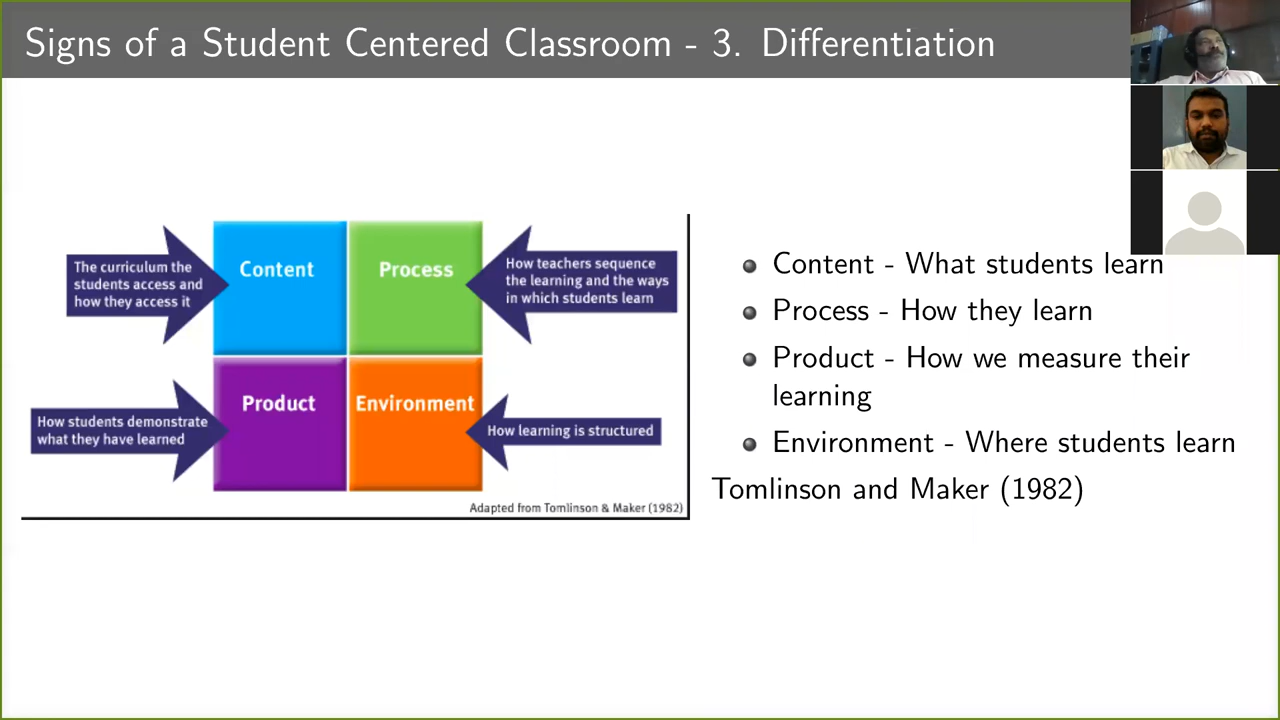 Signs of a Student Centered Classroom - 3. Differentiation
The curriculum the
students access and
how they access it
Content
Process
How teachers sequence
the learning and the ways
in which students learn
How students demonstrate
what they have learned
Product
Environment
How learning is structured
Adapted from Tomlinson & Maker (1982)
Content - What students learn
Process - How they learn
Product - How we measure their
learning
Environment - Where students learn
Tomlinson and Maker (1982)